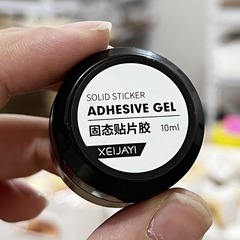 SOLID STICKER
ADHESIVE GEL
固态贴片胶
10ml
XEIJAYI